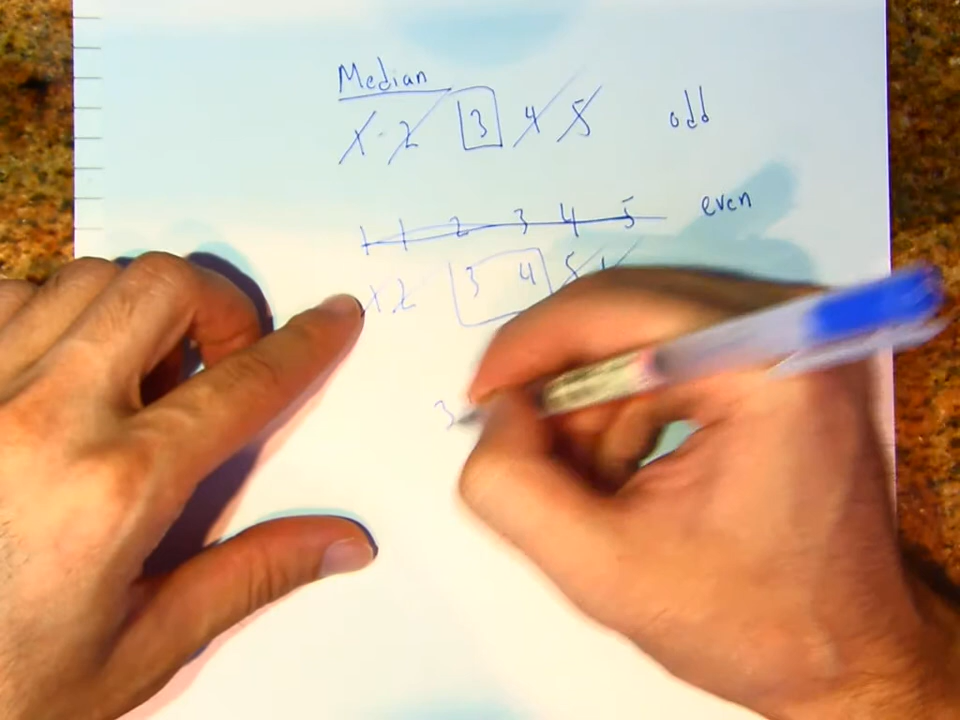 Median
1 2 3 4 5 odd
1 1 2 3 4 5 even
1 2 3 4 5
3